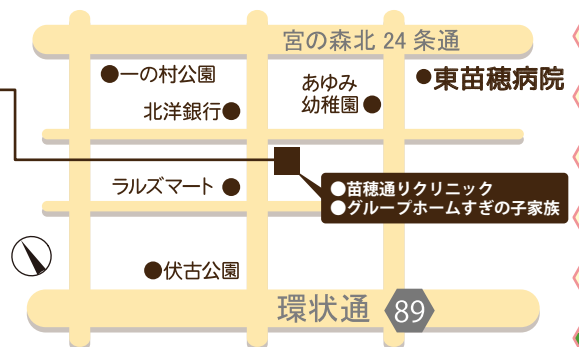 宮の森北24条通
●一の村公園
あゆみ
幼稚園●
●東苗穂病院
北洋銀行●
ラルズマート●
●苗穂通りクリニック
●グループホームすぎの子家族
●伏古公園
環状通 89